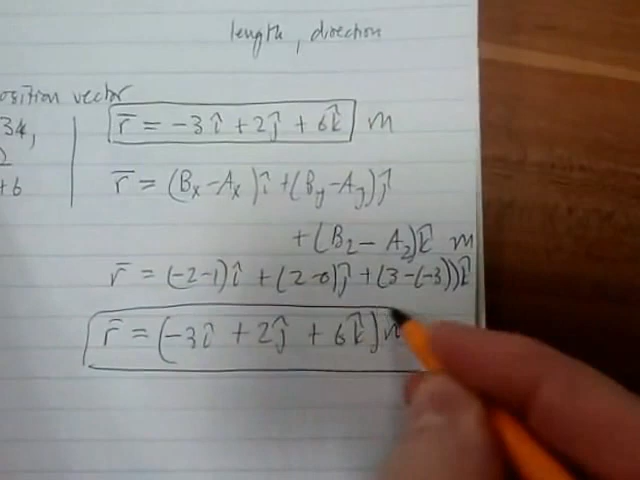 length, direction
position vector
34,
r̄ = -3î + 2ĵ + 6k̂ m
2
+6
r̄ = (Bx - Ax)î + (By - Ay)ĵ
+ (Bz - Az)k̂ m
r̄ = (-2-1)î + (2-0)ĵ + (3-(-3))k̂
r̄ = (-3î + 2ĵ + 6k̂) m